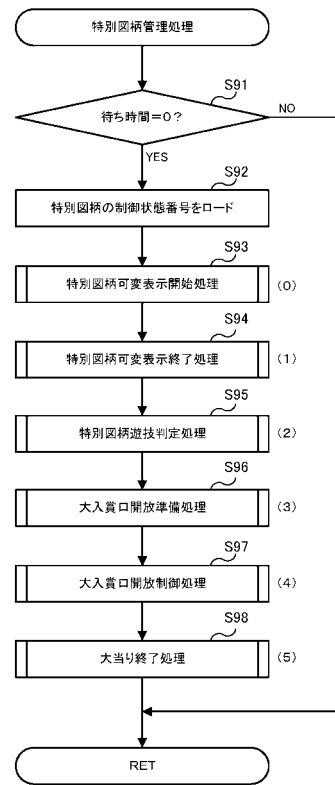 特別図柄管理処理
S91
待ち時間=0?
NO
YES
S92
特別図柄の制御状態番号をロード
S93
特別図柄可変表示開始処理
(0)
S94
特別図柄可変表示終了処理
(1)
S95
特別図柄遊技判定処理
(2)
S96
大入賞口開放準備処理
(3)
S97
大入賞口開放制御処理
(4)
S98
大当り終了処理
(5)
RET